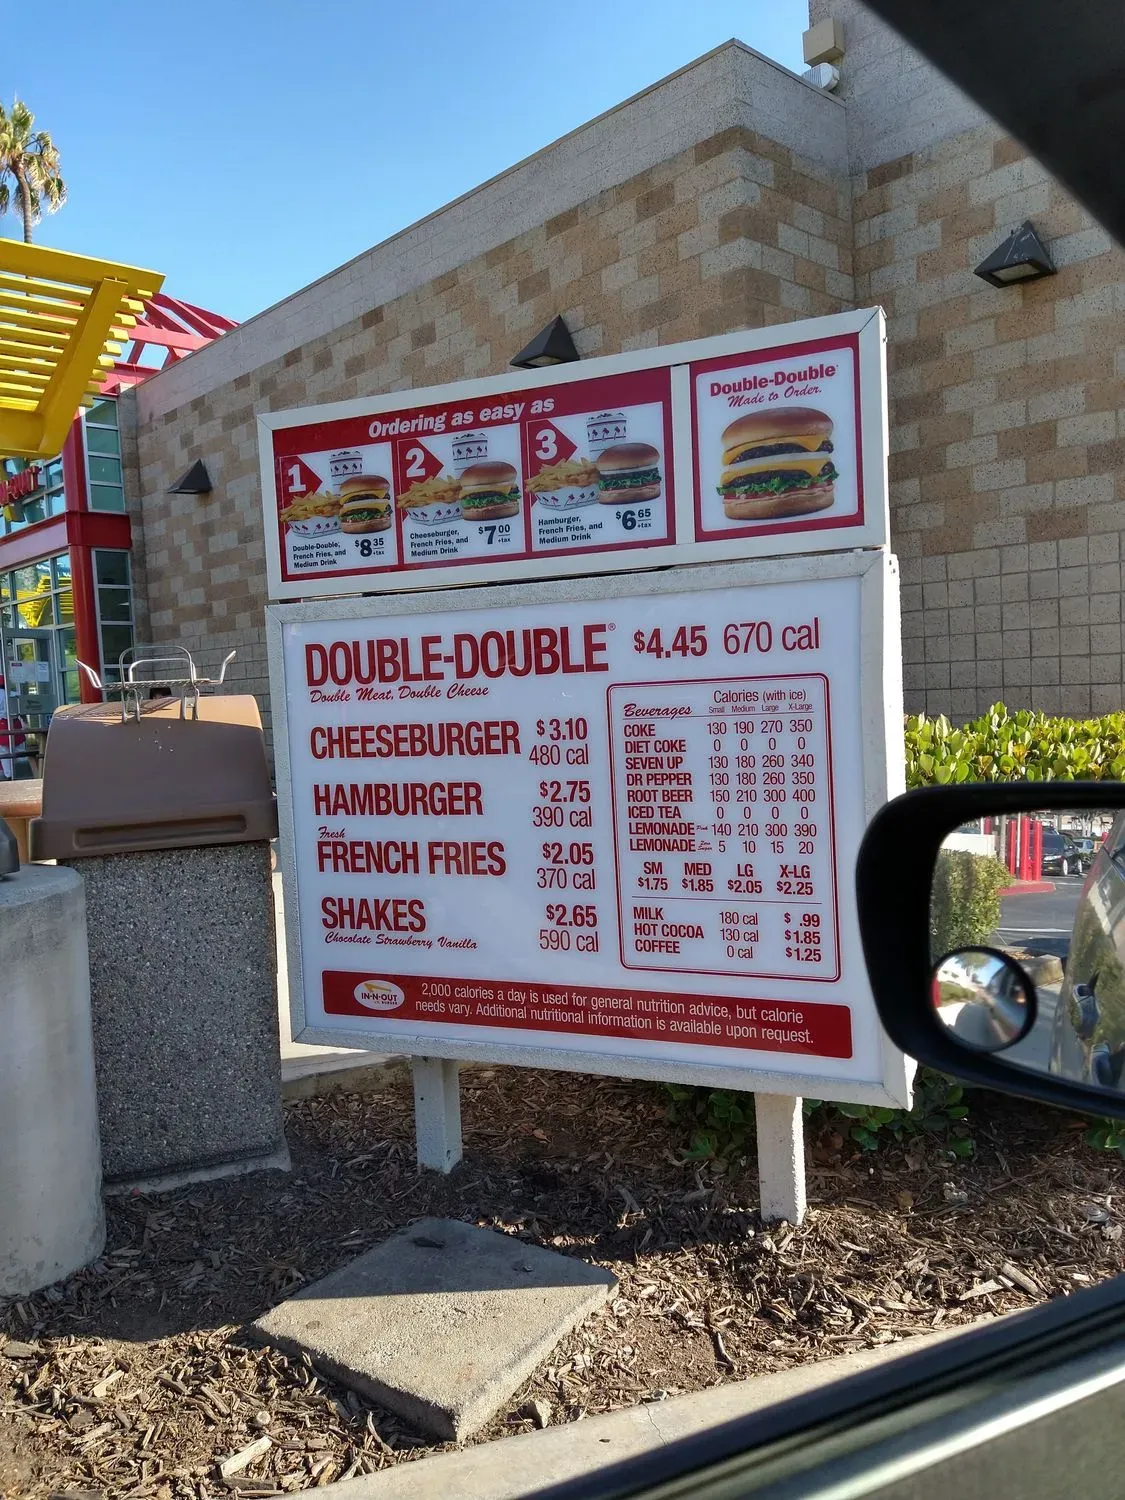 Ordering as easy as
1
Double-Double,
French Fries, and
Medium Drink
$8 35 +tax
2
Cheeseburger,
French Fries, and
Medium Drink
$7 00 +tax
3
Hamburger,
French Fries, and
Medium Drink
$6 65 +tax
Double-Double®
Made to Order.
DOUBLE-DOUBLE® $4.45 670 cal
Double Meat, Double Cheese
CHEESEBURGER $3.10
480 cal
HAMBURGER $2.75
390 cal
Fresh
FRENCH FRIES $2.05
370 cal
SHAKES $2.65
Chocolate Strawberry Vanilla 590 cal
Calories (with ice)
Beverages Small Medium Large X-Large
COKE 130 190 270 350
DIET COKE 0 0 0 0
SEVEN UP 130 180 260 340
DR PEPPER 130 180 260 350
ROOT BEER 150 210 300 400
ICED TEA 0 0 0 0
LEMONADE Pink 140 210 300 390
LEMONADE 5 10 15 20
SM MED LG X-LG
$1.75 $1.85 $2.05 $2.25
MILK 180 cal $ .99
HOT COCOA 130 cal $1.85
COFFEE 0 cal $1.25
IN-N-OUT
BURGER
2,000 calories a day is used for general nutrition advice, but calorie
needs vary. Additional nutritional information is available upon request.